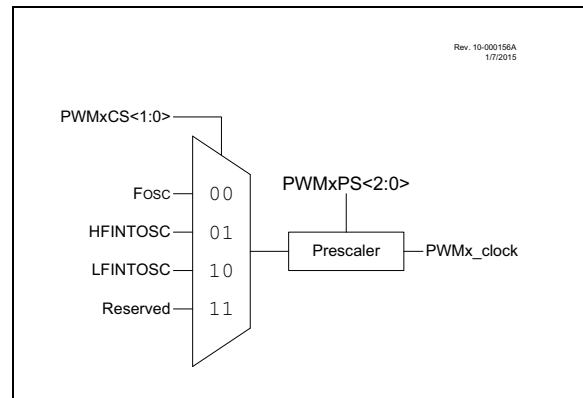 Rev. 10-000156A
1/7/2015
PWMxCS<1:0>
PWMxPS<2:0>
FOSC
00
HFINTOSC
01
Prescaler
PWMx_clock
LFINTOSC
10
Reserved
11